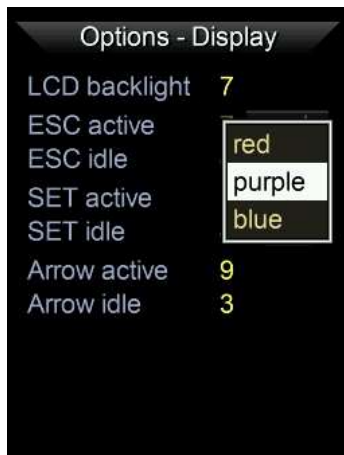 Options - Display
LCD backlight 7
ESC active
red
ESC idle
purple
SET active
blue
SET idle
Arrow active 9
Arrow idle 3